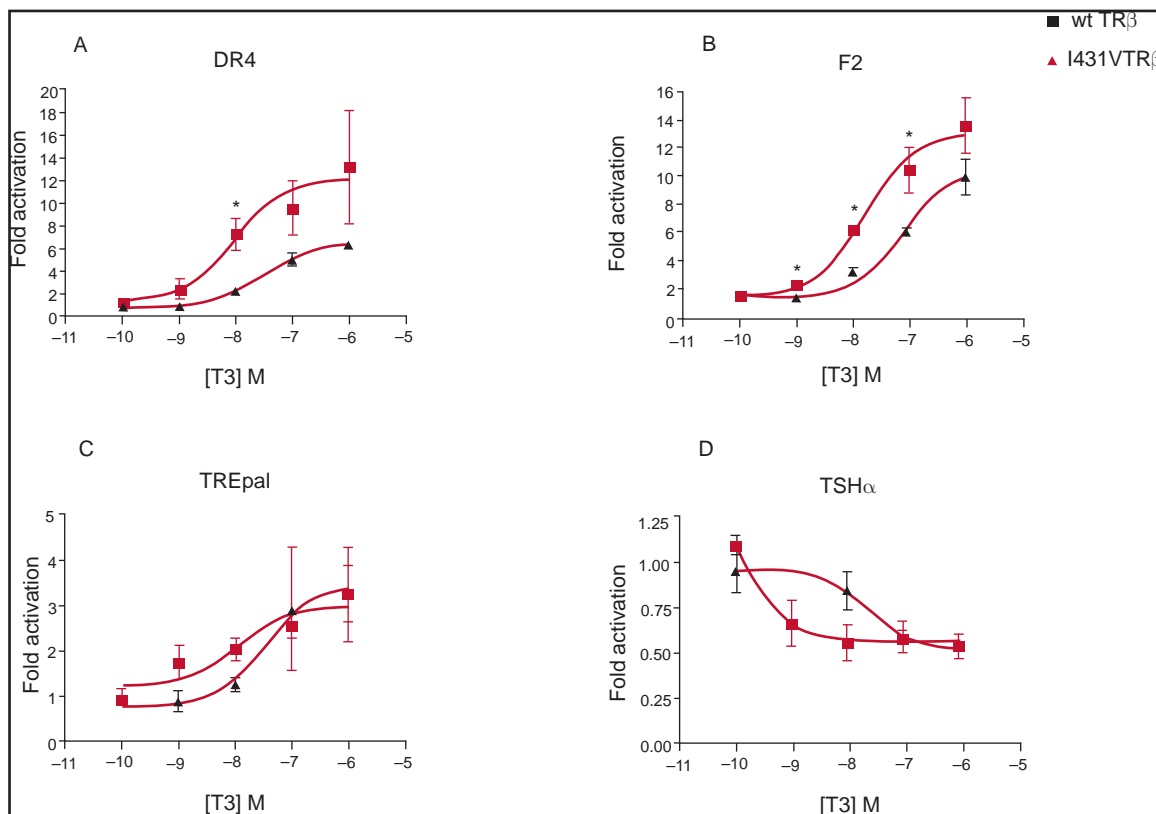 ■ wt TRβ
▲ I431VTRβ
A
DR4
Fold activation
20
18
16
14
12
10
8
6
4
2
0
*
–11 –10 –9 –8 –7 –6 –5
[T3] M
B
F2
Fold activation
16
14
12
10
8
6
4
2
0
* * *
–11 –10 –9 –8 –7 –6 –5
[T3] M
C
TREpal
Fold activation
5
4
3
2
1
0
–11 –10 –9 –8 –7 –6 –5
[T3] M
D
TSHα
Fold activation
1.25
1.00
0.75
0.50
0.00
–11 –10 –9 –8 –7 –6 –5
[T3] M